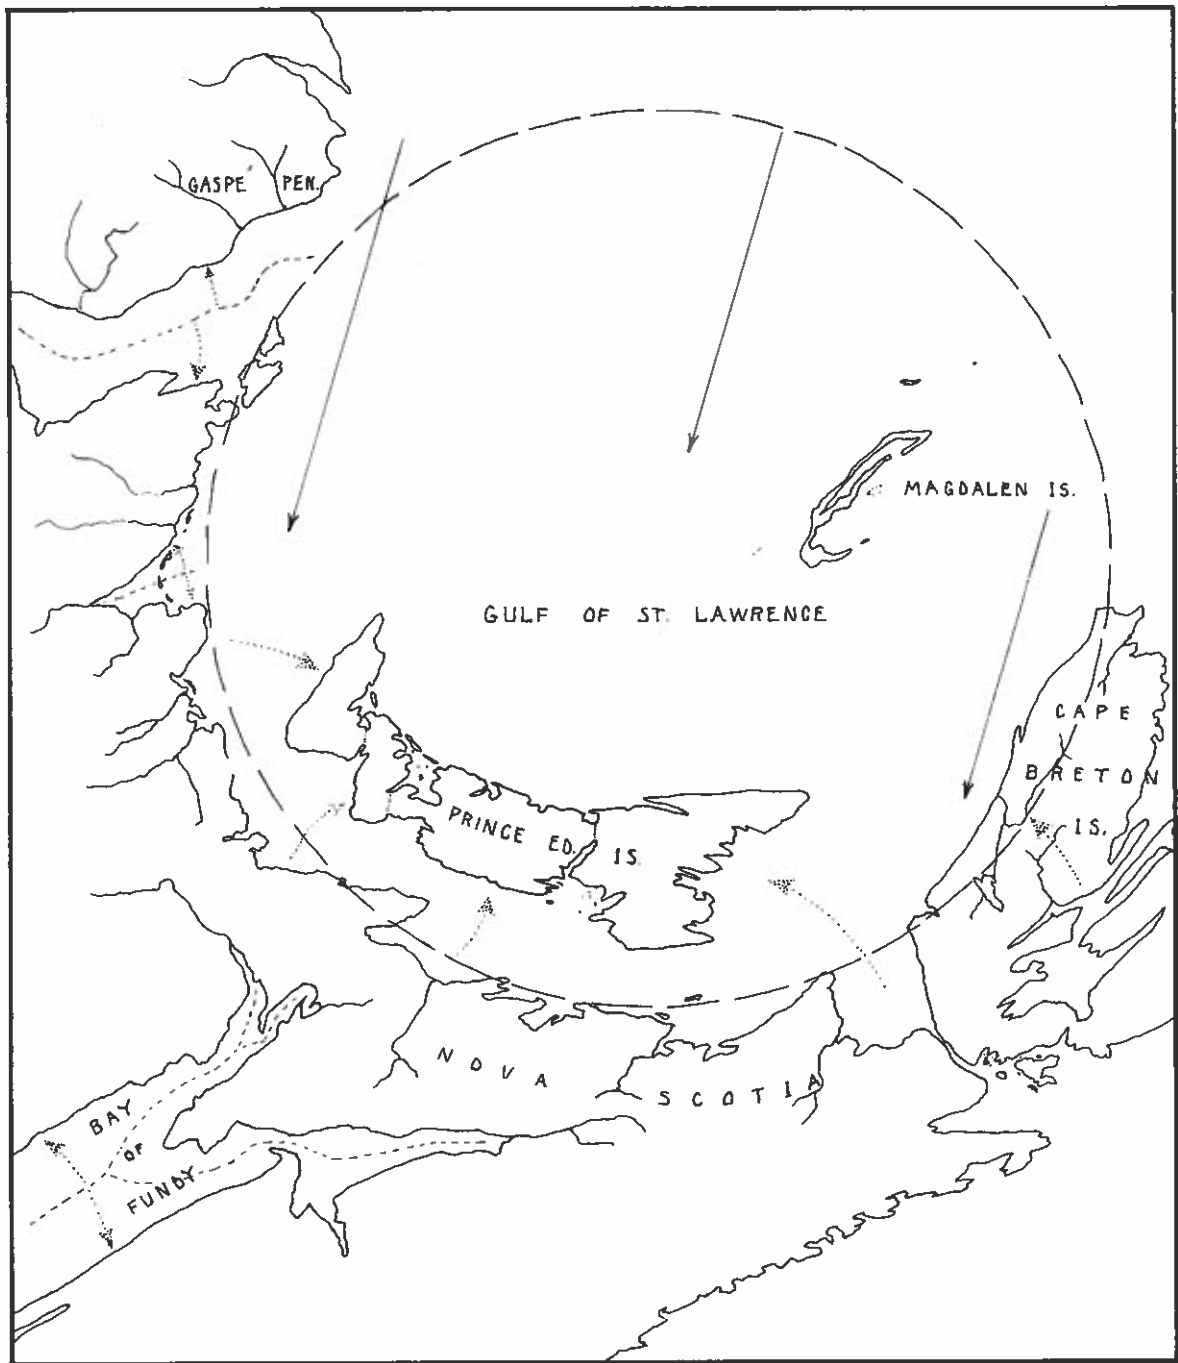 GASPE PEN.
MAGDALEN IS.
GULF OF ST. LAWRENCE
CAPE
BRETON
IS.
PRINCE ED. IS.
NOVA SCOTIA
BAY
OF
FUNDY